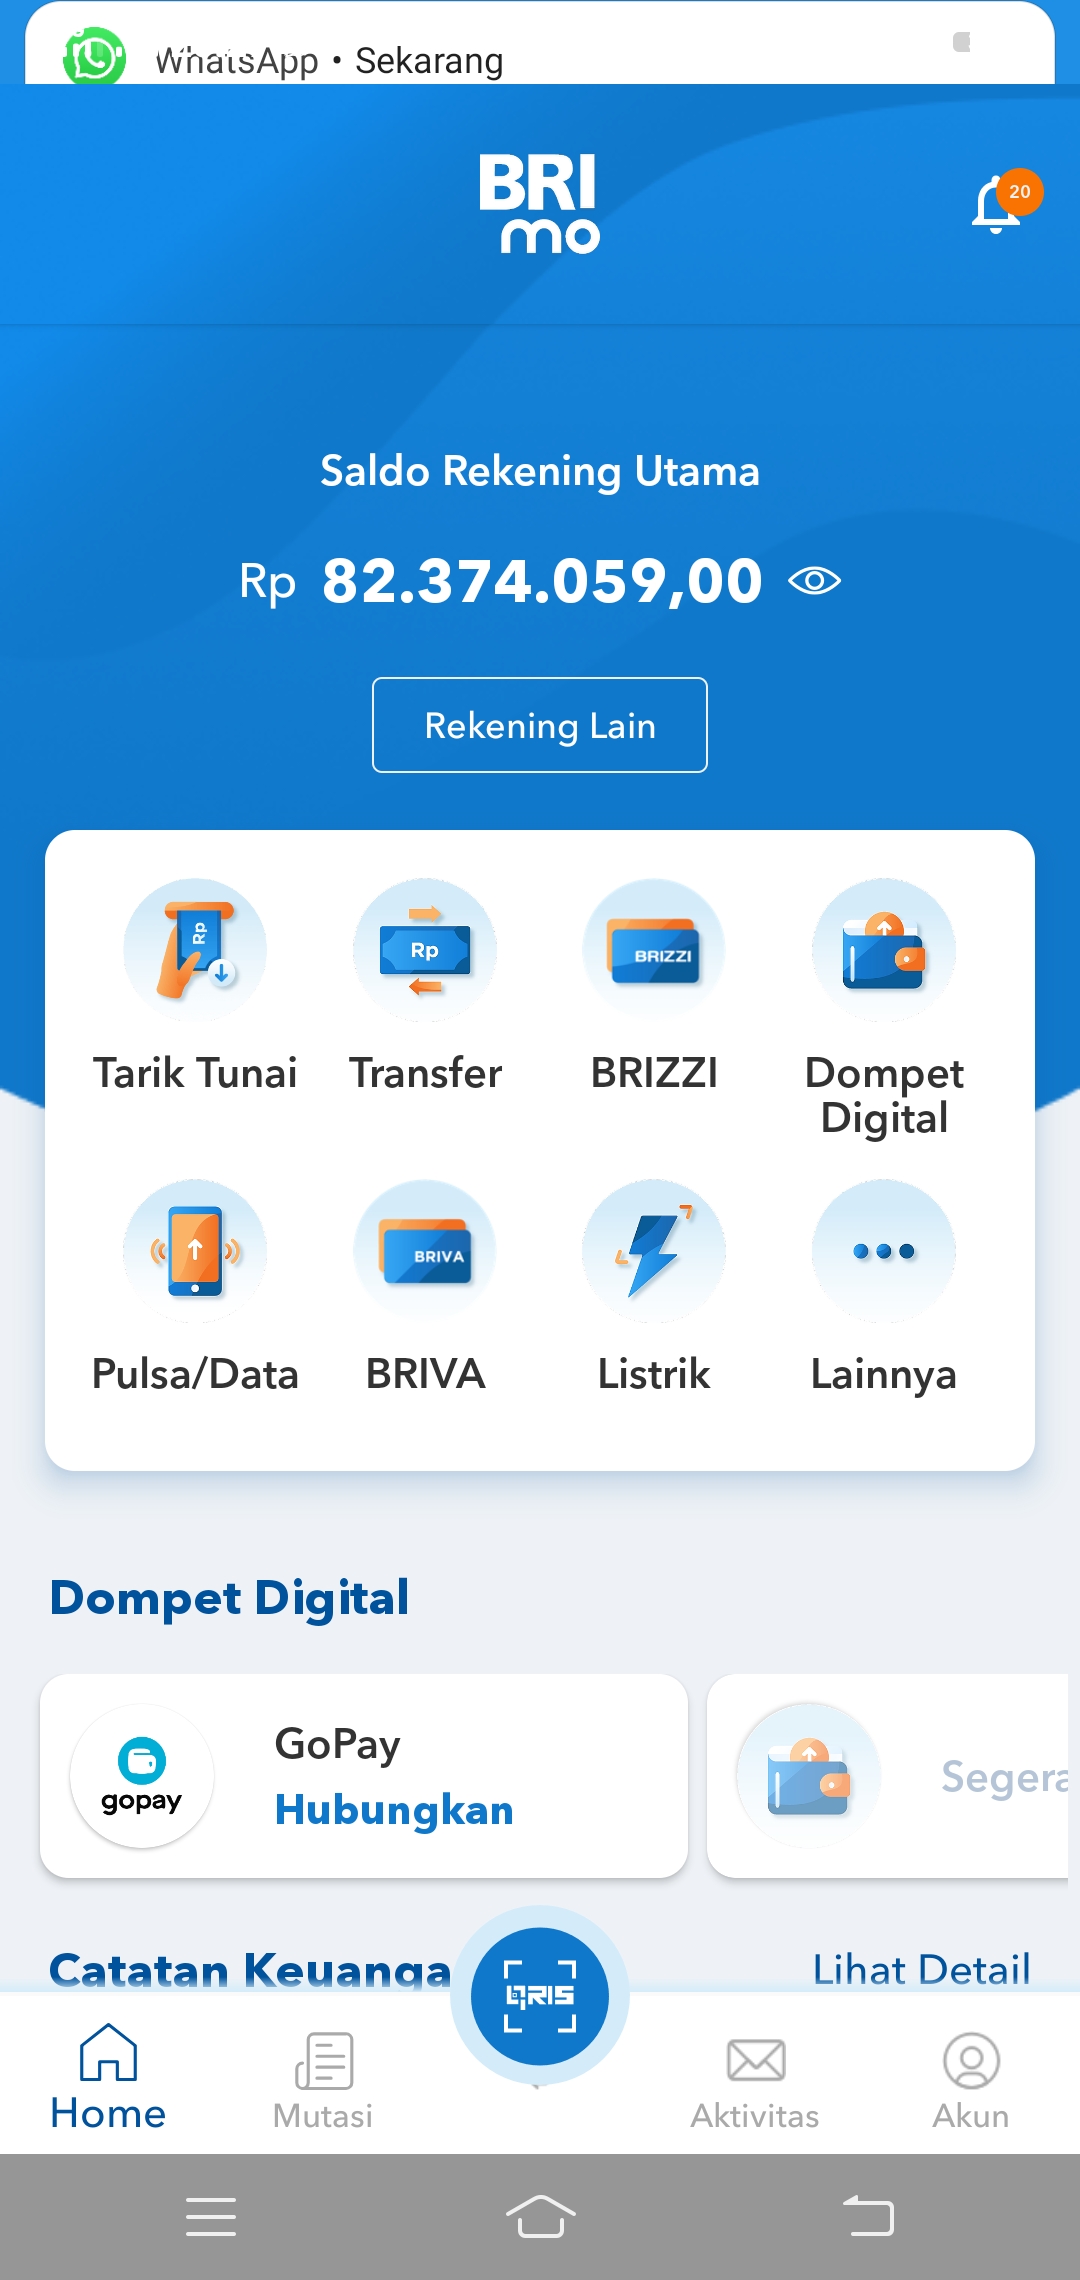 WhatsApp • Sekarang
BRI
mo
20
Saldo Rekening Utama
Rp 82.374.059,00
Rekening Lain
Rp
Rp
BRIZZI
Tarik Tunai
Transfer
BRIZZI
Dompet
Digital
BRIVA
Pulsa/Data
BRIVA
Listrik
Lainnya
Dompet Digital
gopay
GoPay
Hubungkan
Segera
Catatan Keuanga
Lihat Detail
QRIS
Home
Mutasi
Aktivitas
Akun